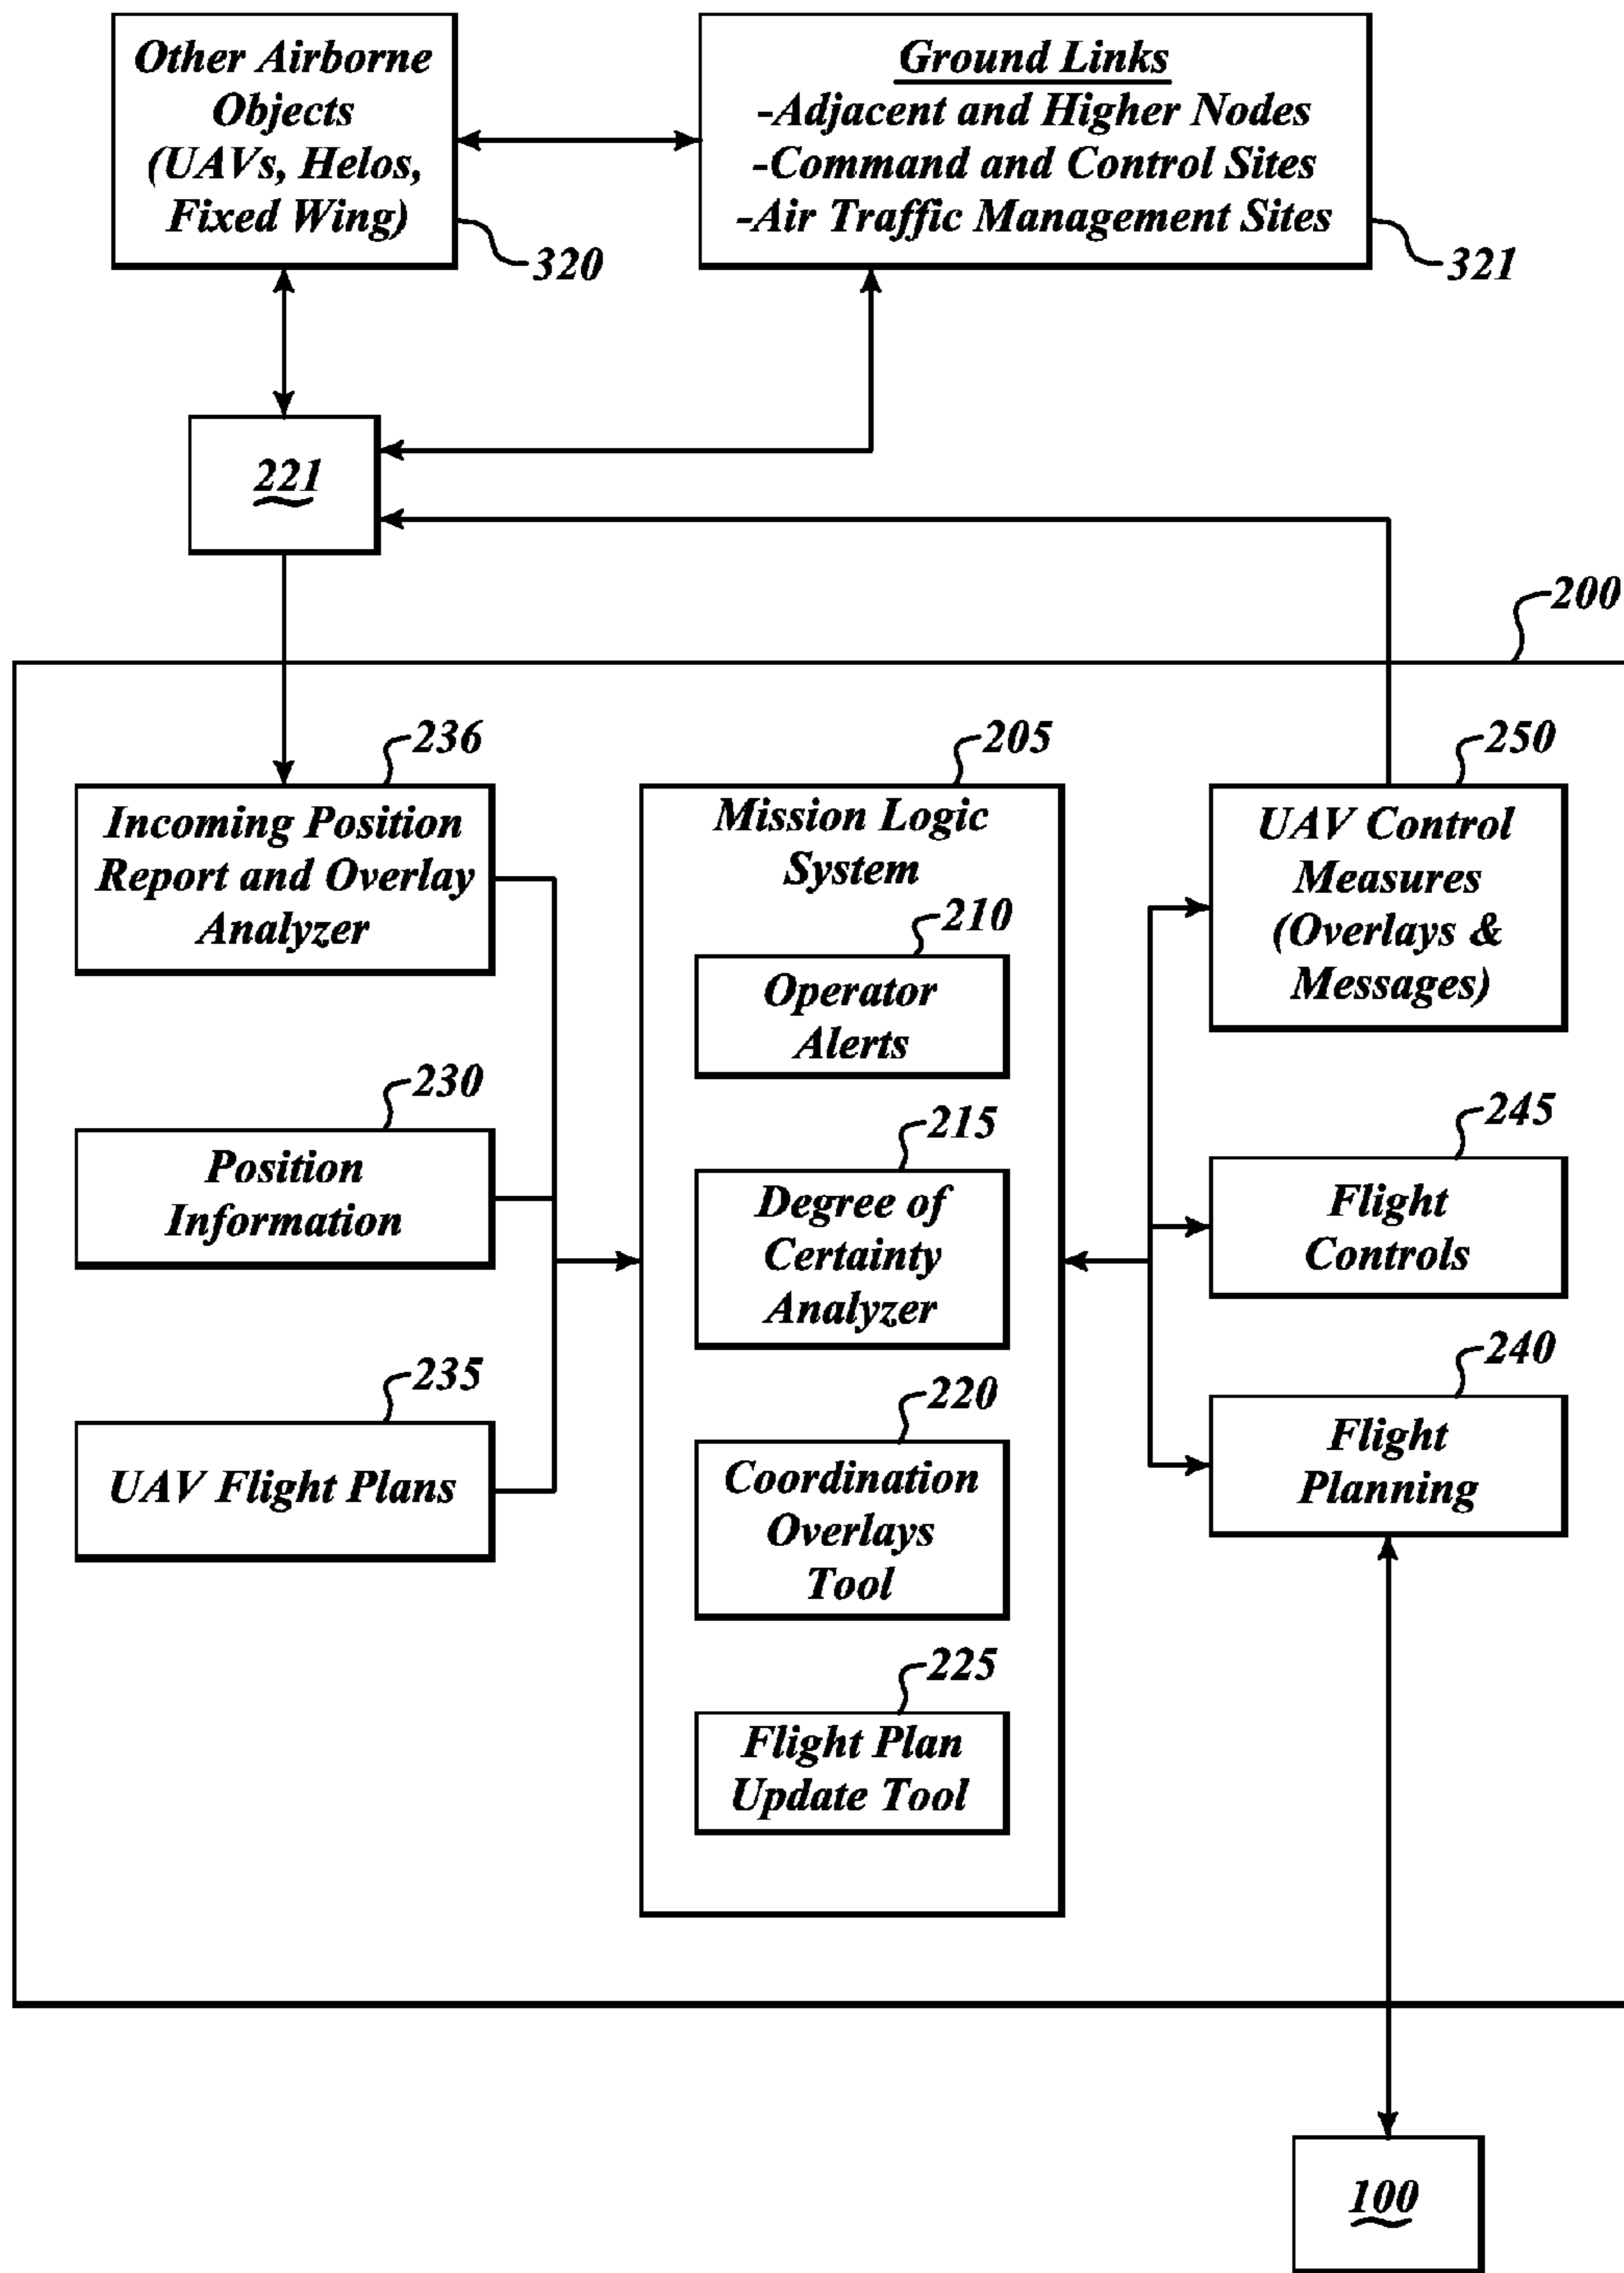 Other Airborne
Objects
(UAVs, Helos,
Fixed Wing)
320
Ground Links
-Adjacent and Higher Nodes
-Command and Control Sites
-Air Traffic Management Sites
321
221
200
236
Incoming Position
Report and Overlay
Analyzer
230
Position
Information
235
UAV Flight Plans
205
Mission Logic
System
210
Operator
Alerts
215
Degree of
Certainty
Analyzer
220
Coordination
Overlays
Tool
225
Flight Plan
Update Tool
250
UAV Control
Measures
(Overlays &
Messages)
245
Flight
Controls
240
Flight
Planning
100